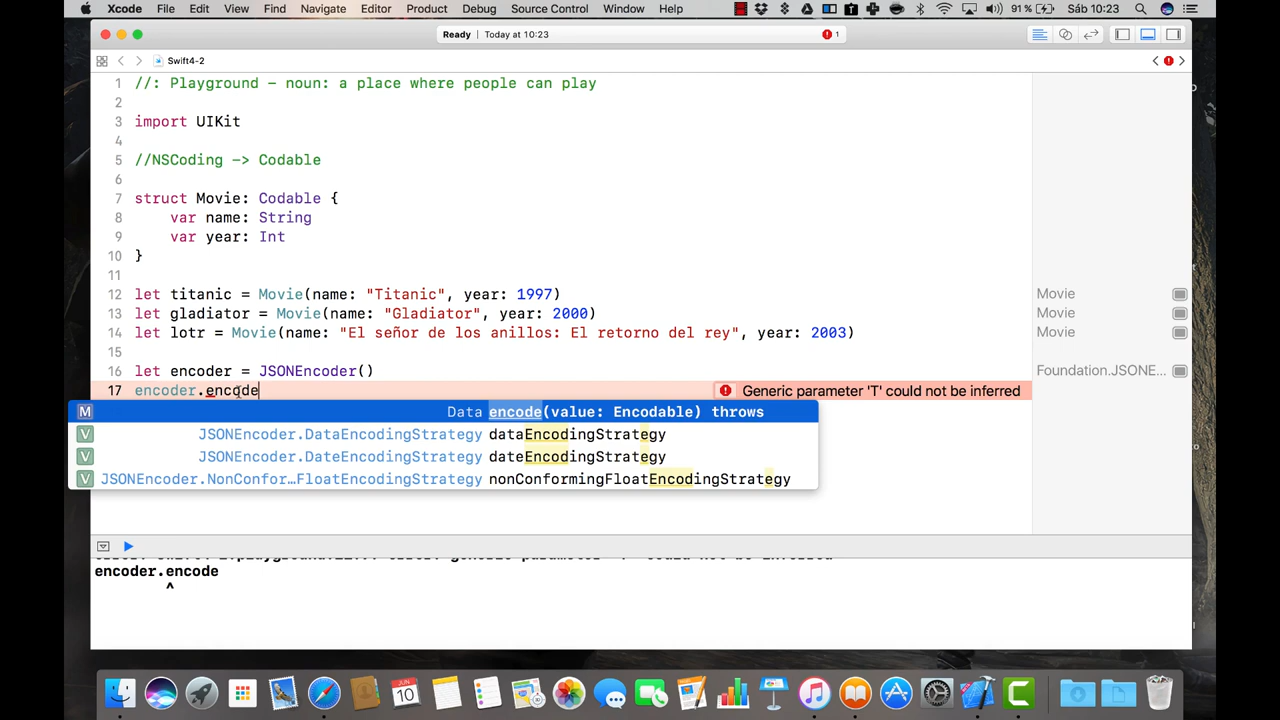 Xcode File Edit View Find Navigate Editor Product Debug Source Control Window Help 91 % Sáb 10:23
Ready | Today at 10:23 1
Swift4-2
1 //: Playground – noun: a place where people can play
2
3 import UIKit
4
5 //NSCoding -> Codable
6
7 struct Movie: Codable {
8 var name: String
9 var year: Int
10 }
11
12 let titanic = Movie(name: "Titanic", year: 1997) Movie
13 let gladiator = Movie(name: "Gladiator", year: 2000) Movie
14 let lotr = Movie(name: "El señor de los anillos: El retorno del rey", year: 2003) Movie
15
16 let encoder = JSONEncoder() Foundation.JSONE...
17 encoder.encode Generic parameter 'T' could not be inferred
M Data encode(value: Encodable) throws
V JSONEncoder.DataEncodingStrategy dataEncodingStrategy
V JSONEncoder.DateEncodingStrategy dateEncodingStrategy
V JSONEncoder.NonConfor…FloatEncodingStrategy nonConformingFloatEncodingStrategy
encoder.encode
^
JUN
10